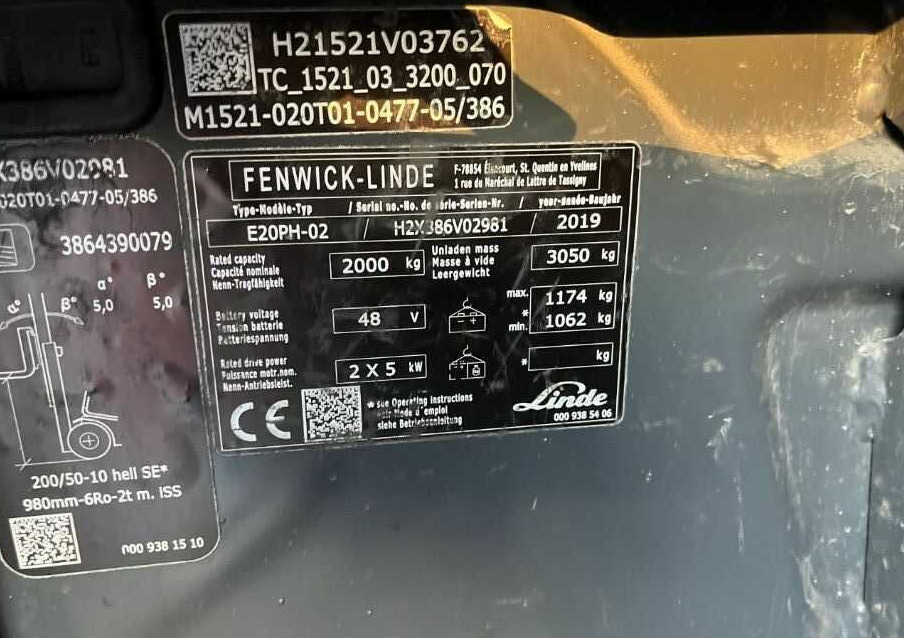 H21521V03762
TC_1521_03_3200_070
M1521-020T01-0477-05/386
X386V02981
020T01-0477-05/386
3864390079
α° β°
α° β° 5,0 5,0
200/50-10 hell SE*
980mm-6Ro-2t m. ISS
000 938 15 10
FENWICK-LINDE
F-78854 Élancourt, St. Quentin en Yvelines
1 rue du Maréchal de Lattre de Tassigny
Type-Modèle-Typ / Serial no.-No. de série-Serien-Nr. / year-année-Baujahr
E20PH-02 / H2X386V02981 / 2019
Rated capacity
Capacité nominale
Nenn-Tragfähigkeit
2000 kg
Unladen mass
Masse à vide
Leergewicht
3050 kg
Battery voltage
Tension batterie
Batteriespannung
48 V
- +
max. 1174 kg
*
min. 1062 kg
Rated drive power
Puissance motr.nom.
Nenn-Antriebsleist.
2 X 5 kW
* kg
CE
* see Operating instructions
voir Mode d'emploi
siehe Betriebsanleitung
Linde
000 938 54 06